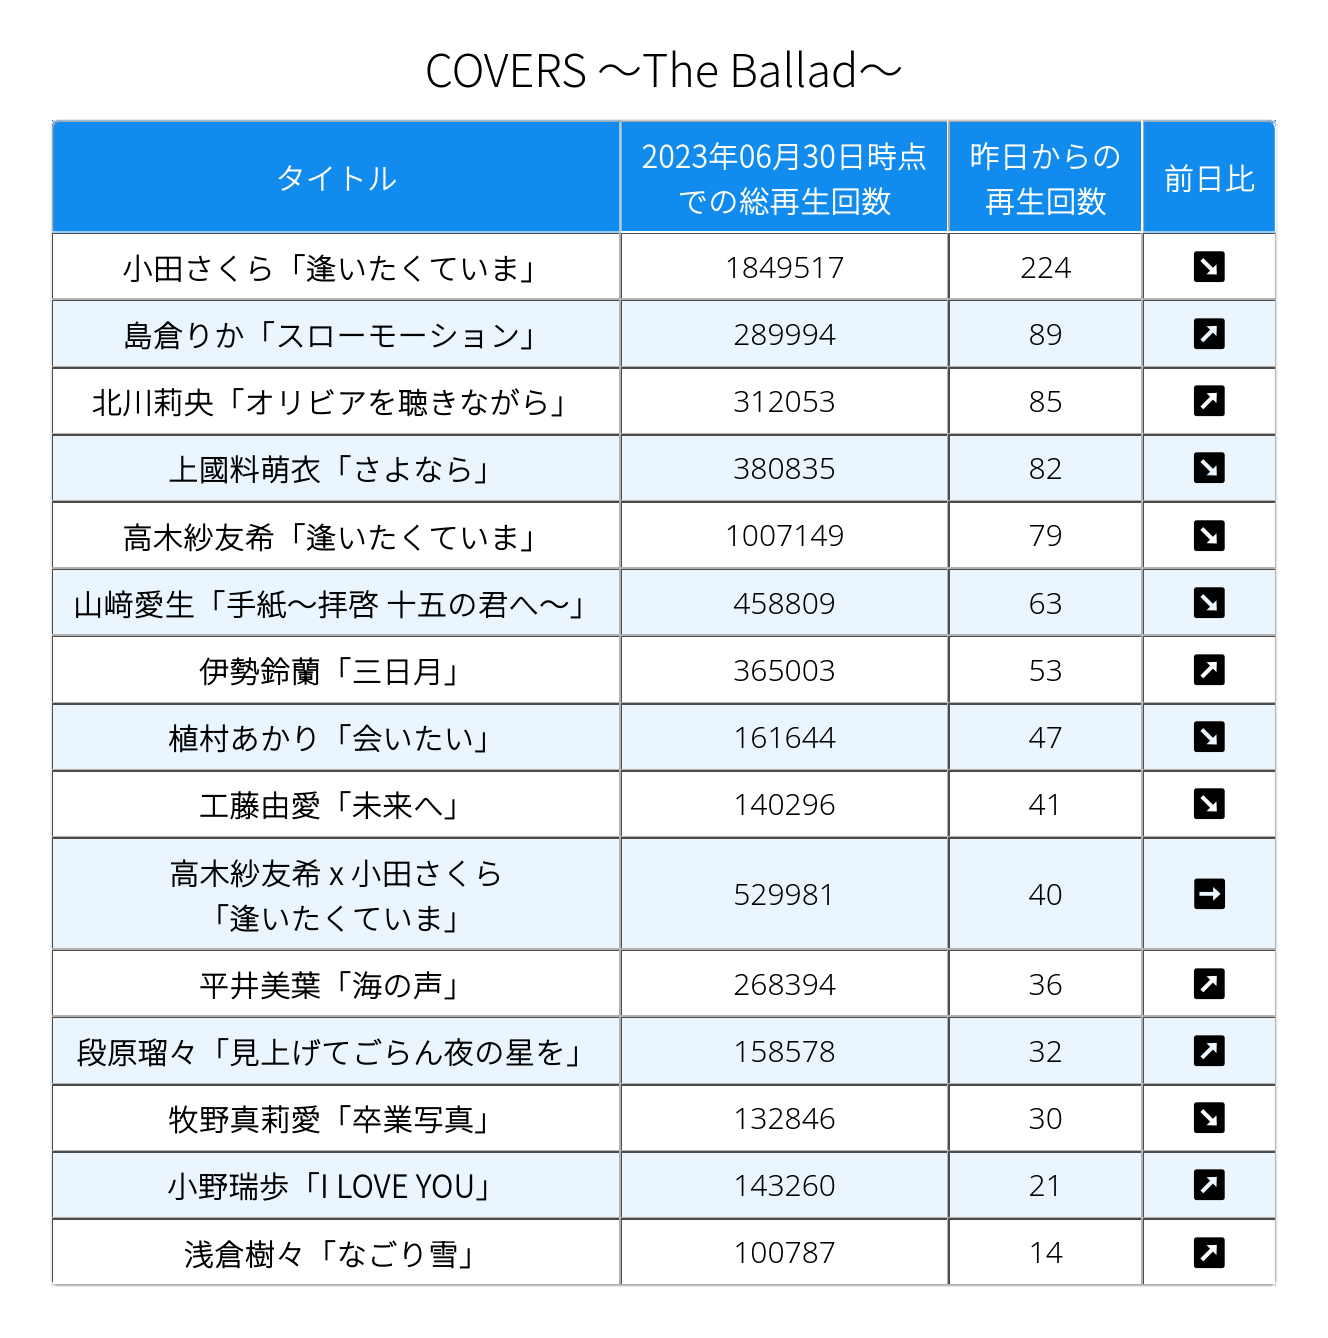 COVERS ～The Ballad～
タイトル 2023年06月30日時点での総再生回数 昨日からの再生回数 前日比
小田さくら「逢いたくていま」 1849517 224 ↘
島倉りか「スローモーション」 289994 89 ↗
北川莉央「オリビアを聴きながら」 312053 85 ↗
上國料萌衣「さよなら」 380835 82 ↘
高木紗友希「逢いたくていま」 1007149 79 ↘
山﨑愛生「手紙～拝啓 十五の君へ～」 458809 63 ↘
伊勢鈴蘭「三日月」 365003 53 ↗
植村あかり「会いたい」 161644 47 ↘
工藤由愛「未来へ」 140296 41 ↘
高木紗友希 x 小田さくら
「逢いたくていま」 529981 40 →
平井美葉「海の声」 268394 36 ↗
段原瑠々「見上げてごらん夜の星を」 158578 32 ↗
牧野真莉愛「卒業写真」 132846 30 ↘
小野瑞歩「I LOVE YOU」 143260 21 ↗
浅倉樹々「なごり雪」 100787 14 ↗